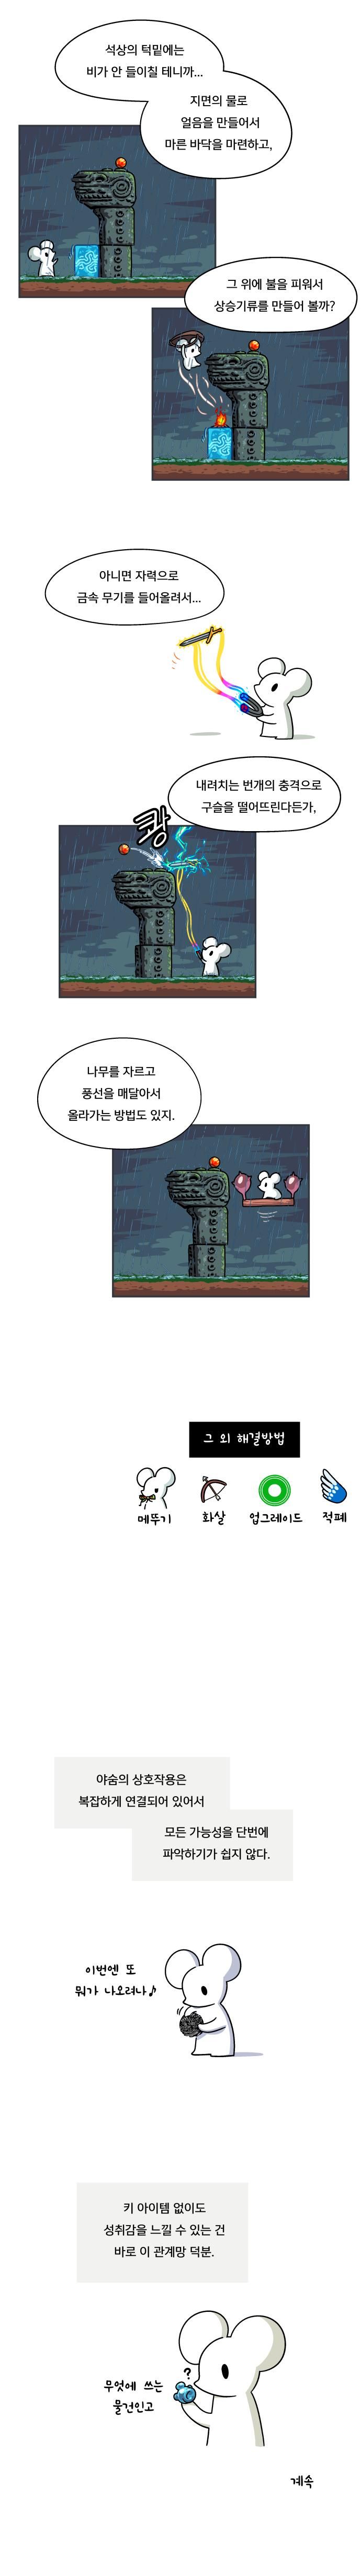 석상의 턱밑에는
비가 안 들이칠 테니까...
지면의 물로
얼음을 만들어서
마른 바닥을 마련하고,
그 위에 불을 피워서
상승기류를 만들어 볼까?
아니면 자력으로
금속 무기를 들어올려서...
내려치는 번개의 충격으로
구슬을 떨어뜨린다든가,
쾅
나무를 자르고
풍선을 매달아서
올라가는 방법도 있지.
그 외 해결방법
메뚜기 화살 업그레이드 적폐
야숨의 상호작용은
복잡하게 연결되어 있어서
모든 가능성을 단번에
파악하기가 쉽지 않다.
이번엔 또
뭐가 나오려나♪
키 아이템 없이도
성취감을 느낄 수 있는 건
바로 이 관계망 덕분.
?
무엇에 쓰는
물건인고
계속